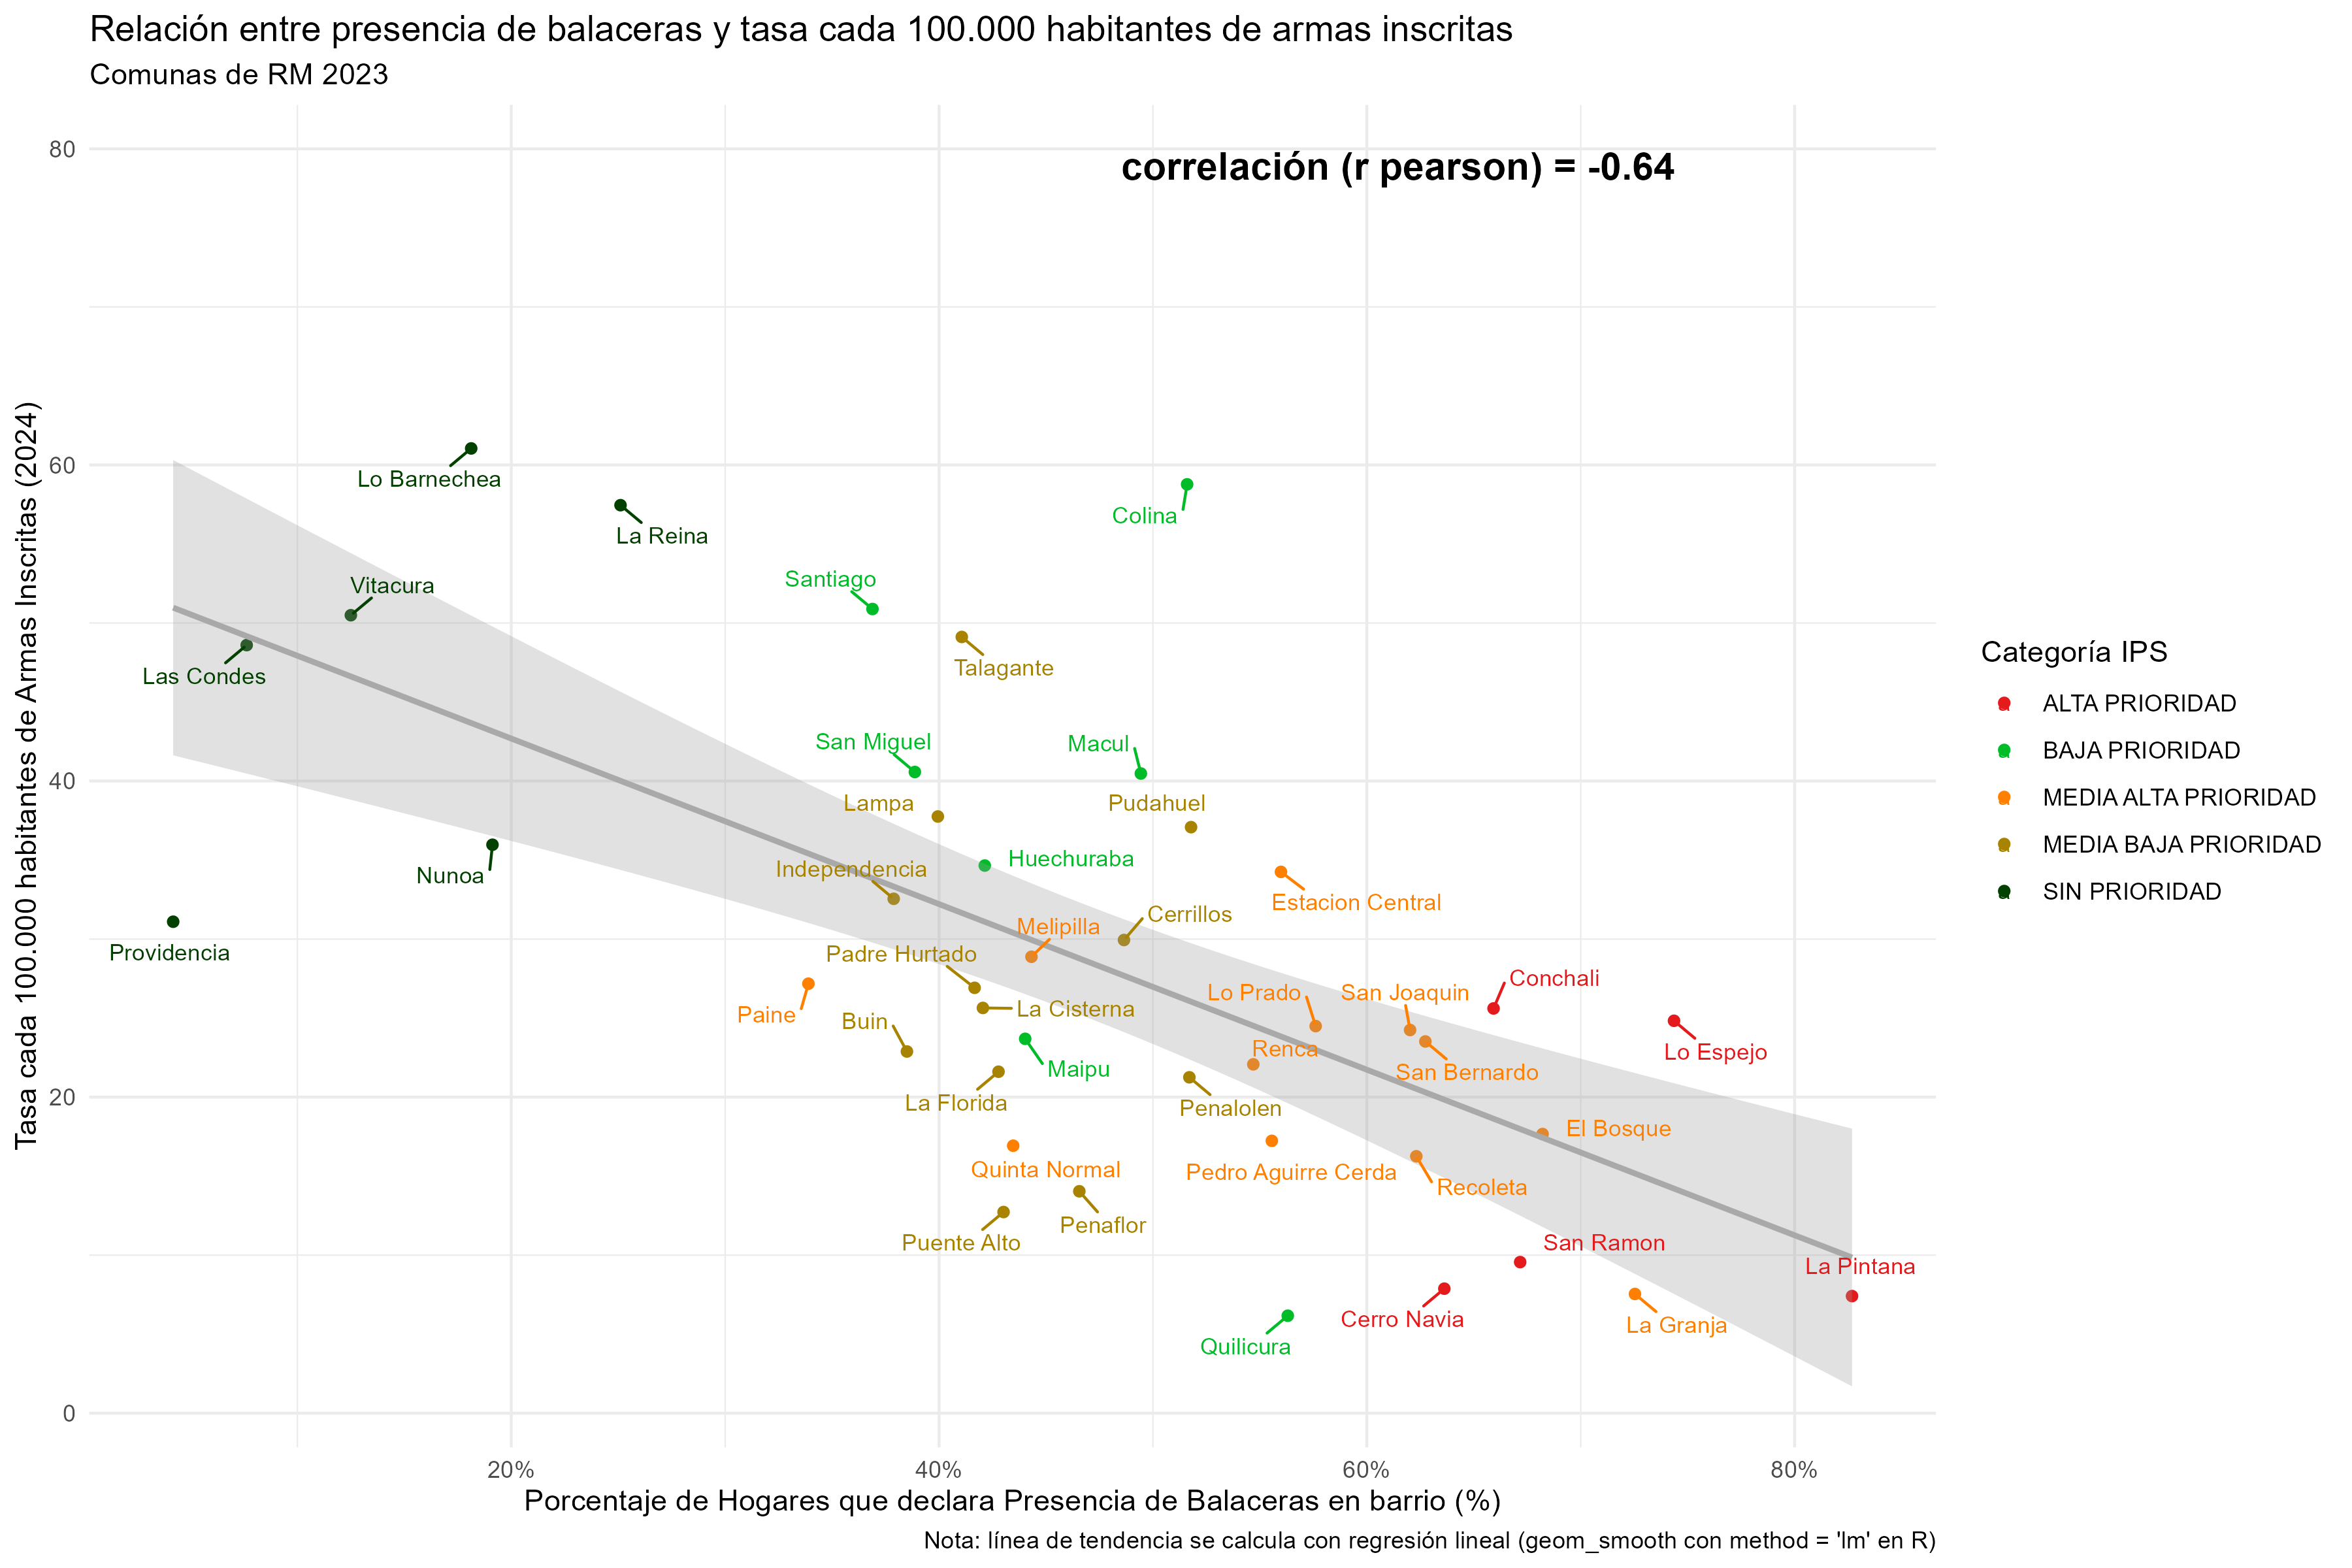 Relación entre presencia de balaceras y tasa cada 100.000 habitantes de armas inscritas
Comunas de RM 2023
correlación (r pearson) = -0.64
Tasa cada 100.000 habitantes de Armas Inscritas (2024)
80
60
40
20
0
Lo Barnechea
La Reina
Colina
Santiago
Vitacura
Talagante
Las Condes
San Miguel
Macul
Lampa
Pudahuel
Nunoa
Huechuraba
Independencia
Estacion Central
Cerrillos
Melipilla
Providencia
Padre Hurtado
Conchali
Lo Prado
San Joaquin
Paine
Buin
La Cisterna
Renca
Lo Espejo
Maipu
San Bernardo
La Florida
Penalolen
El Bosque
Quinta Normal
Pedro Aguirre Cerda
Recoleta
Penaflor
Puente Alto
San Ramon
La Pintana
Cerro Navia
La Granja
Quilicura
20%
40%
60%
80%
Porcentaje de Hogares que declara Presencia de Balaceras en barrio (%)
Nota: línea de tendencia se calcula con regresión lineal (geom_smooth con method = 'lm' en R)
Categoría IPS
ALTA PRIORIDAD
BAJA PRIORIDAD
MEDIA ALTA PRIORIDAD
MEDIA BAJA PRIORIDAD
SIN PRIORIDAD